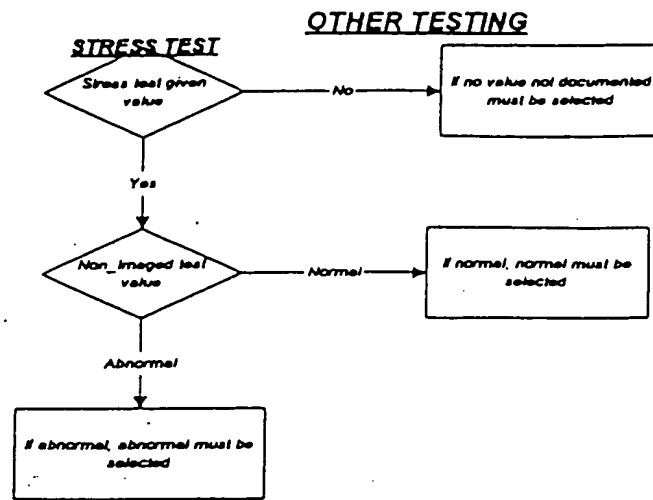 OTHER TESTING
STRESS TEST
Stress test given
value
No
If no value not documented
must be selected
Yes
Non_Imaged test
value
Normal
If normal, normal must be
selected
Abnormal
If abnormal, abnormal must be
selected